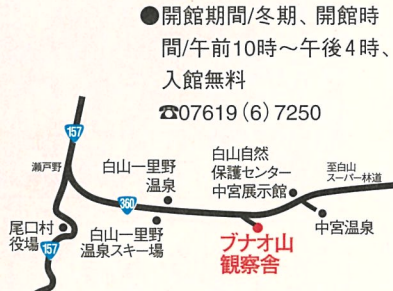 ●開館期間/冬期、開館時
間/午前10時〜午後4時、
入館無料
☎07619(6)7250
157
瀬戸野
白山一里野
温泉
白山自然
保護センター
中宮展示館
至白山
スーパー林道
360
尾口村
役場
157
白山一里野
温泉スキー場
ブナオ山
観察舎
中宮温泉